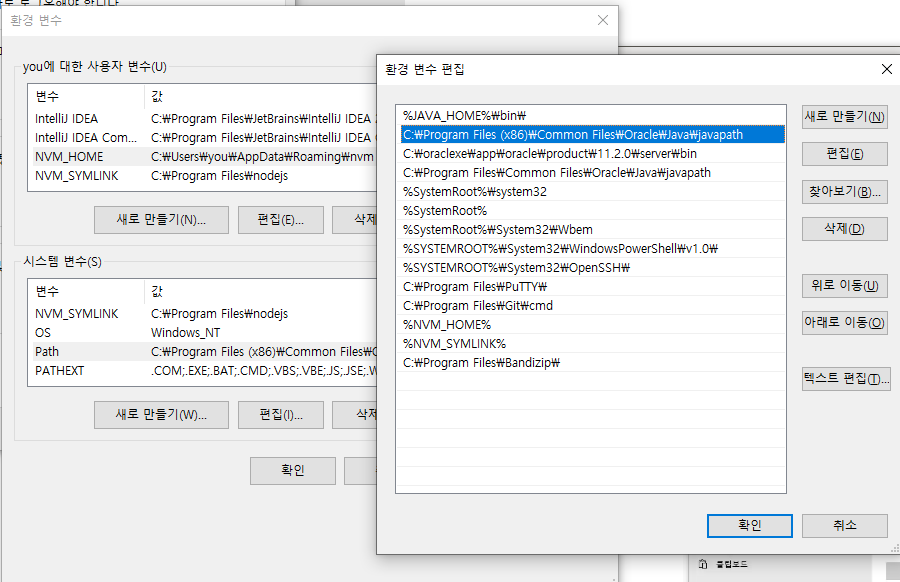 환경 변수
you에 대한 사용자 변수(U)
변수 값
IntelliJ IDEA C:₩Program Files₩JetBrains₩IntelliJ IDEA
IntelliJ IDEA Com... C:₩Program Files₩JetBrains₩IntelliJ IDEA
NVM_HOME C:₩Users₩you₩AppData₩Roaming₩nvm
NVM_SYMLINK C:₩Program Files₩nodejs
새로 만들기(N)... 편집(E)... 삭제
시스템 변수(S)
변수 값
NVM_SYMLINK C:₩Program Files₩nodejs
OS Windows_NT
Path C:₩Program Files (x86)₩Common Files₩
PATHEXT .COM;.EXE;.BAT;.CMD;.VBS;.VBE;.JS;.JSE;.
새로 만들기(W)... 편집(I)... 삭제
확인
환경 변수 편집
%JAVA_HOME%₩bin₩
C:₩Program Files (x86)₩Common Files₩Oracle₩Java₩javapath
C:₩oraclexe₩app₩oracle₩product₩11.2.0₩server₩bin
C:₩Program Files₩Common Files₩Oracle₩Java₩javapath
%SystemRoot%₩system32
%SystemRoot%
%SystemRoot%₩System32₩Wbem
%SYSTEMROOT%₩System32₩WindowsPowerShell₩v1.0₩
%SYSTEMROOT%₩System32₩OpenSSH₩
C:₩Program Files₩PuTTY₩
C:₩Program Files₩Git₩cmd
%NVM_HOME%
%NVM_SYMLINK%
C:₩Program Files₩Bandizip₩
새로 만들기(N)
편집(E)
찾아보기(B)...
삭제(D)
위로 이동(U)
아래로 이동(O)
텍스트 편집(T)...
확인 취소
클립보드